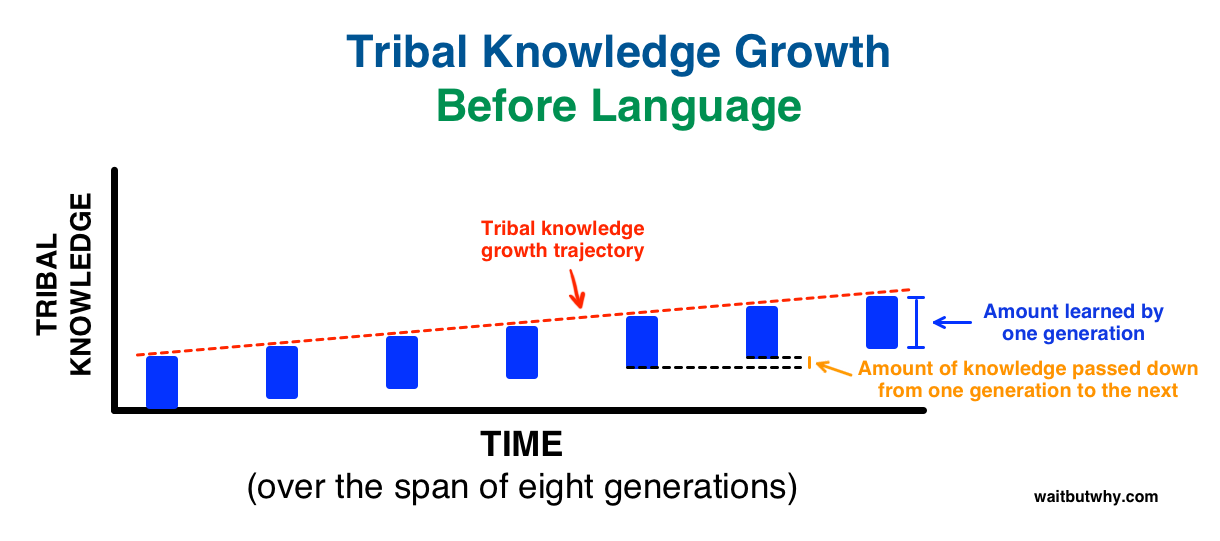 Tribal Knowledge Growth
Before Language
TRIBAL
KNOWLEDGE
Tribal knowledge
growth trajectory
Amount learned by
one generation
Amount of knowledge passed down
from one generation to the next
TIME
(over the span of eight generations)
waitbutwhy.com